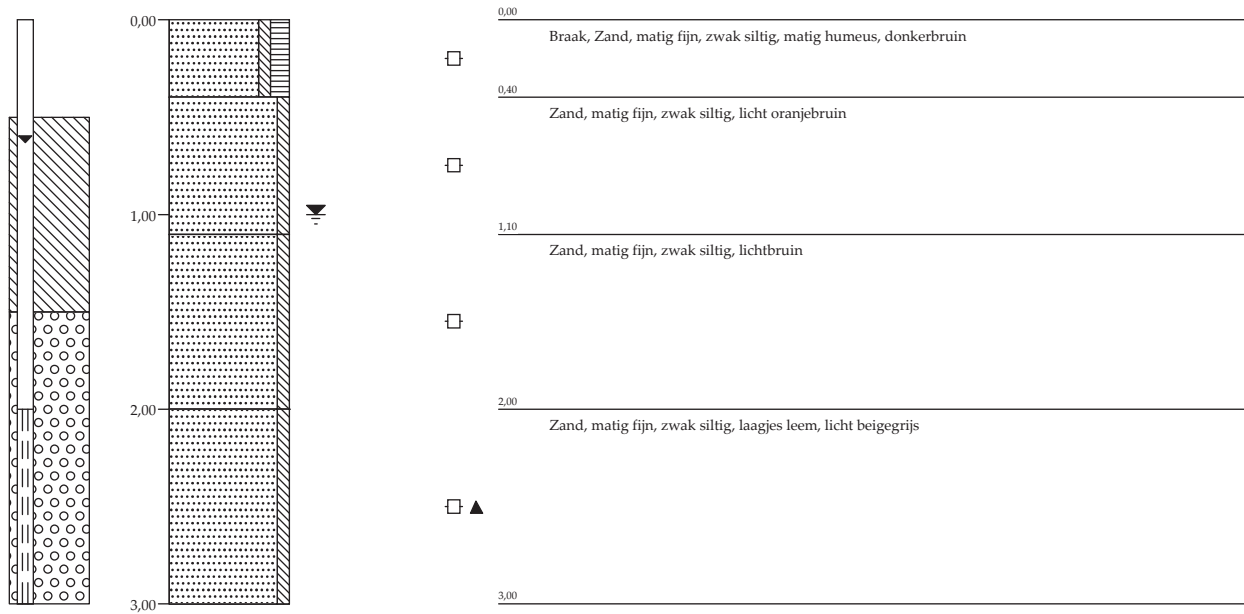 0,00
0,00
Braak, Zand, matig fijn, zwak siltig, matig humeus, donkerbruin
0,40
Zand, matig fijn, zwak siltig, licht oranjebruin
1,00
1,10
Zand, matig fijn, zwak siltig, lichtbruin
2,00
2,00
Zand, matig fijn, zwak siltig, laagjes leem, licht beigegrijs
3,00
3,00